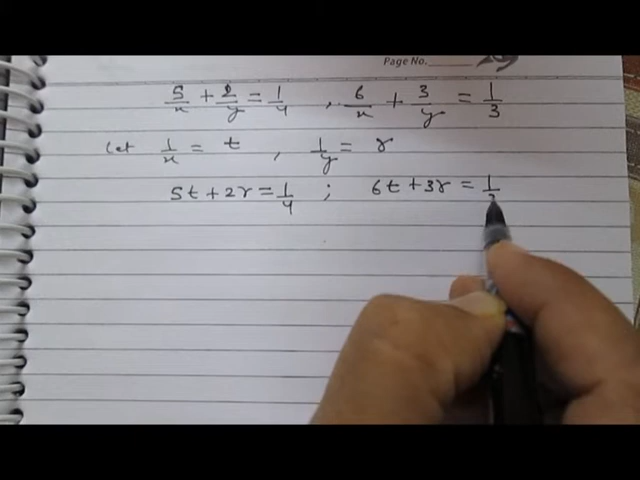 Page No.
5/x + 2/y = 1/4 , 6/x + 3/y = 1/3
Let 1/x = t , 1/y = r
5t + 2r = 1/4 ; 6t + 3r = 1/3